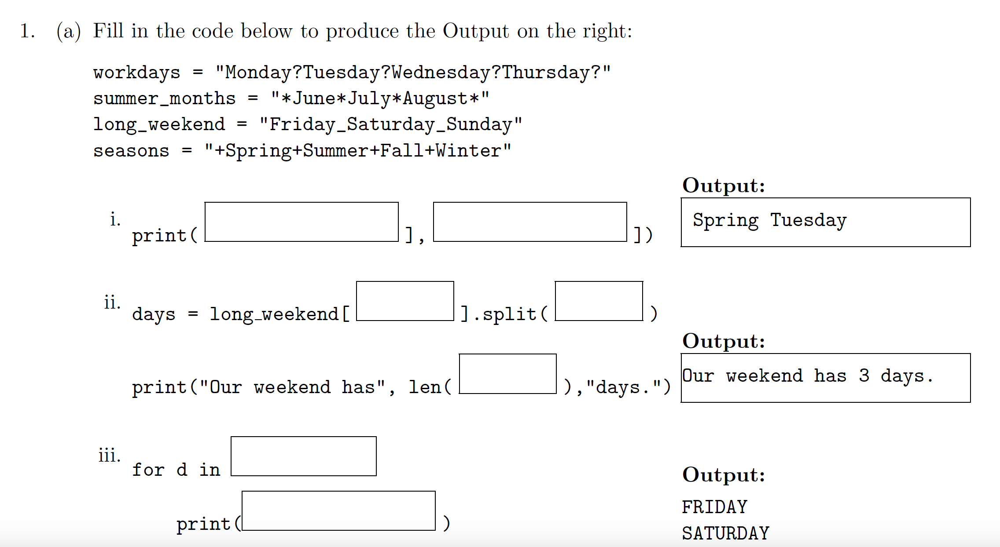 1. (a) Fill in the code below to produce the Output on the right:
workdays = "Monday?Tuesday?Wednesday?Thursday?"
summer_months = "*June*July*August*"
long_weekend = "Friday_Saturday_Sunday"
seasons = "+Spring+Summer+Fall+Winter"
Output:
i. print( ], ])
Spring Tuesday
ii. days = long_weekend[ ].split( )
Output:
print("Our weekend has", len( ),"days.")
Our weekend has 3 days.
iii. for d in
Output:
print( )
FRIDAY
SATURDAY